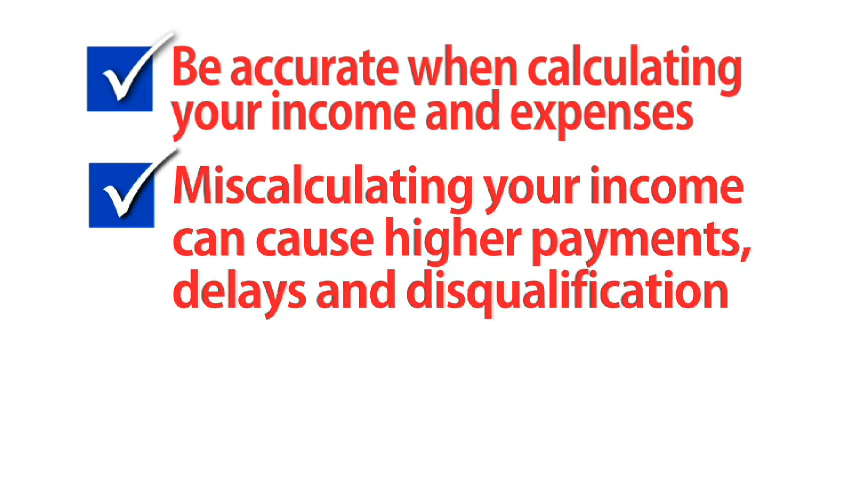 Be accurate when calculating
your income and expenses
Miscalculating your income
can cause higher payments,
delays and disqualification